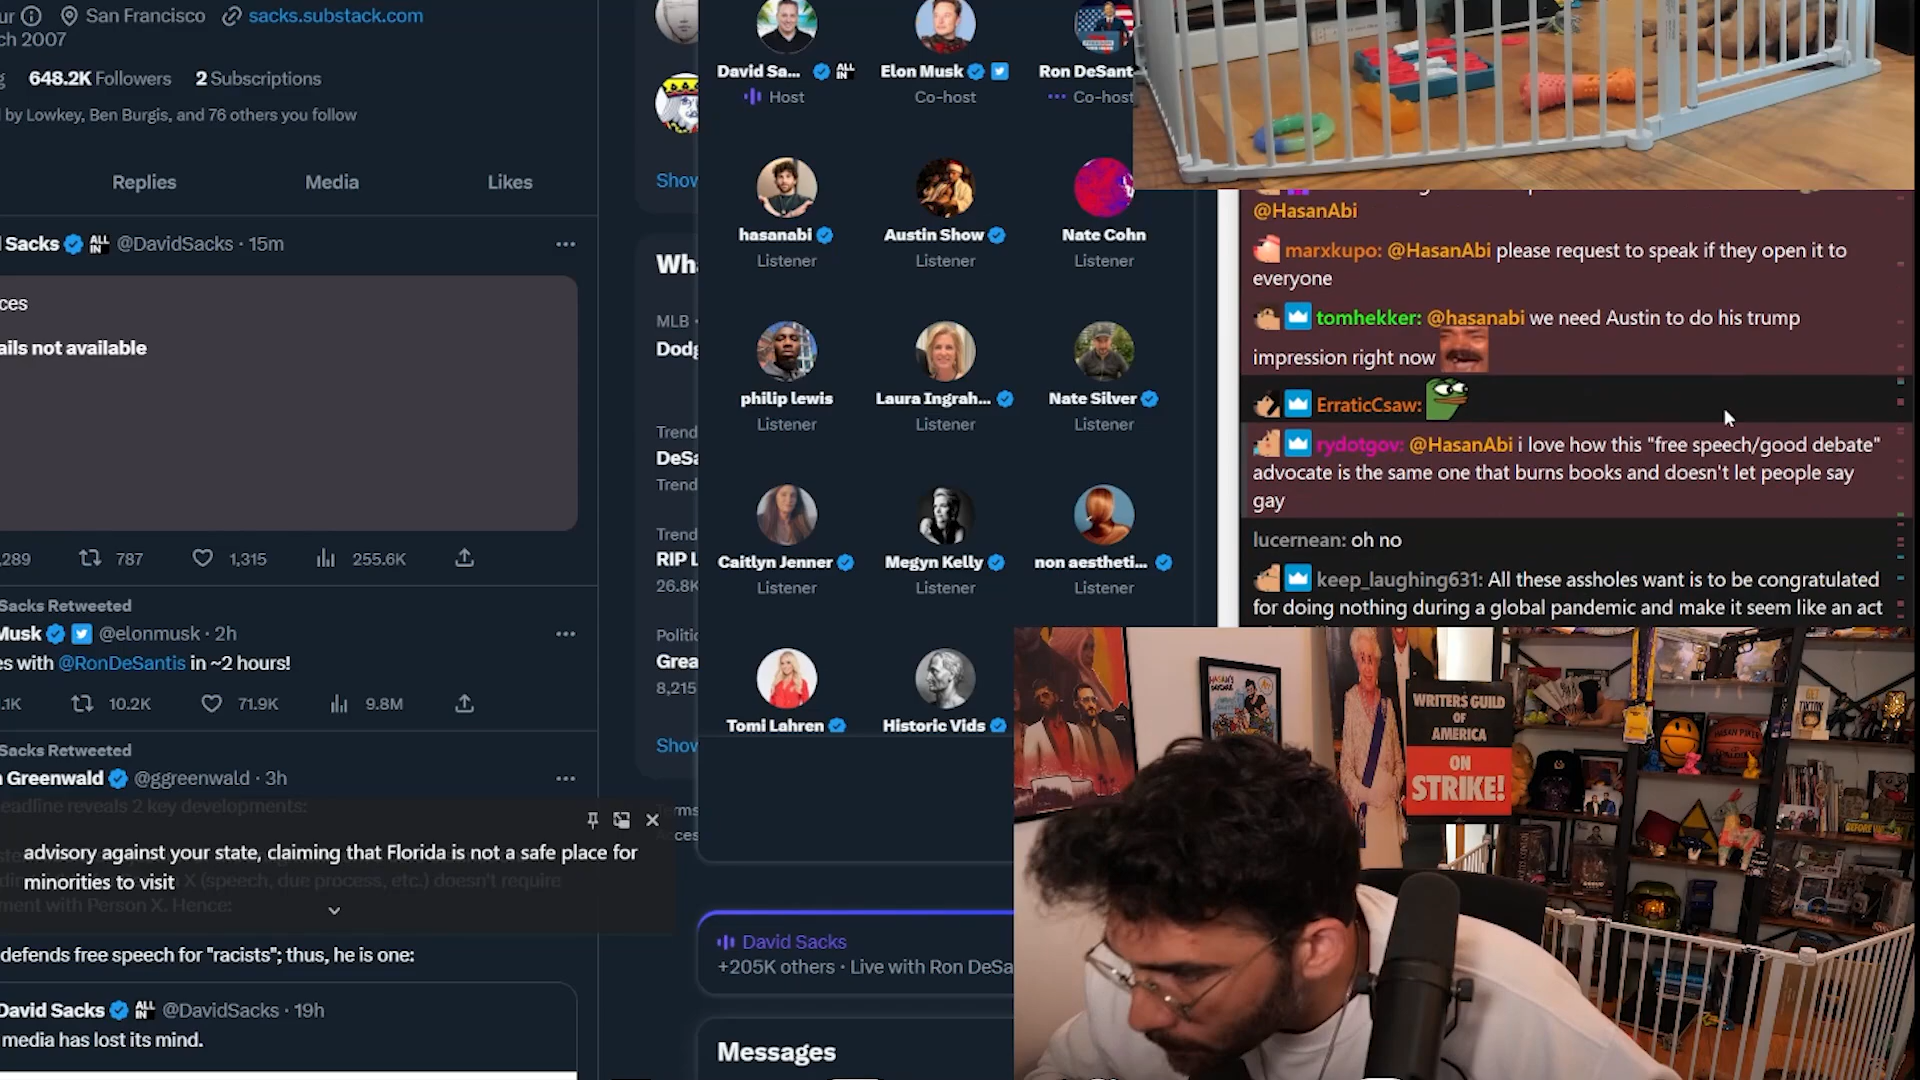 San Francisco
sacks.substack.com
ch 2007
648.2K Followers
2 Subscriptions
by Lowkey, Ben Burgis, and 76 others you follow
Replies
Media
Likes
Sacks
ALL IN
@DavidSacks · 15m
ces
ails not available
,289
787
1,315
255.6K
Sacks Retweeted
Musk
@elonmusk · 2h
es with @RonDeSantis in ~2 hours!
.1K
10.2K
71.9K
9.8M
Sacks Retweeted
Greenwald
@ggreenwald · 3h
eadline reveals 2 key developments:
advisory against your state, claiming that Florida is not a safe place for
minorities to visit
X (speech, due process, etc.) doesn't require
ment with Person X. Hence:
defends free speech for "racists"; thus, he is one:
David Sacks
ALL IN
@DavidSacks · 19h
media has lost its mind.
Show
Wha
MLB ·
Dodg
Trend
DeSa
Trend
Trend
RIP L
26.8K
Politic
Grea
8,215
Show
David Sa...
ALL IN
Host
Elon Musk
Co-host
Ron DeSant
Co-host
hasanabi
Listener
Austin Show
Listener
Nate Cohn
Listener
philip lewis
Listener
Laura Ingrah...
Listener
Nate Silver
Listener
Caitlyn Jenner
Listener
Megyn Kelly
Listener
non aestheti...
Listener
Tomi Lahren
Historic Vids
David Sacks
+205K others · Live with Ron DeSa
Messages
@HasanAbi
marxkupo: @HasanAbi please request to speak if they open it to
everyone
tomhekker: @hasanabi we need Austin to do his trump
impression right now
ErraticCsaw:
rydotgov: @HasanAbi i love how this "free speech/good debate"
advocate is the same one that burns books and doesn't let people say
gay
lucernean: oh no
keep_laughing631: All these assholes want is to be congratulated
for doing nothing during a global pandemic and make it seem like an act
WRITERS GUILD
OF
AMERICA
ON
STRIKE!